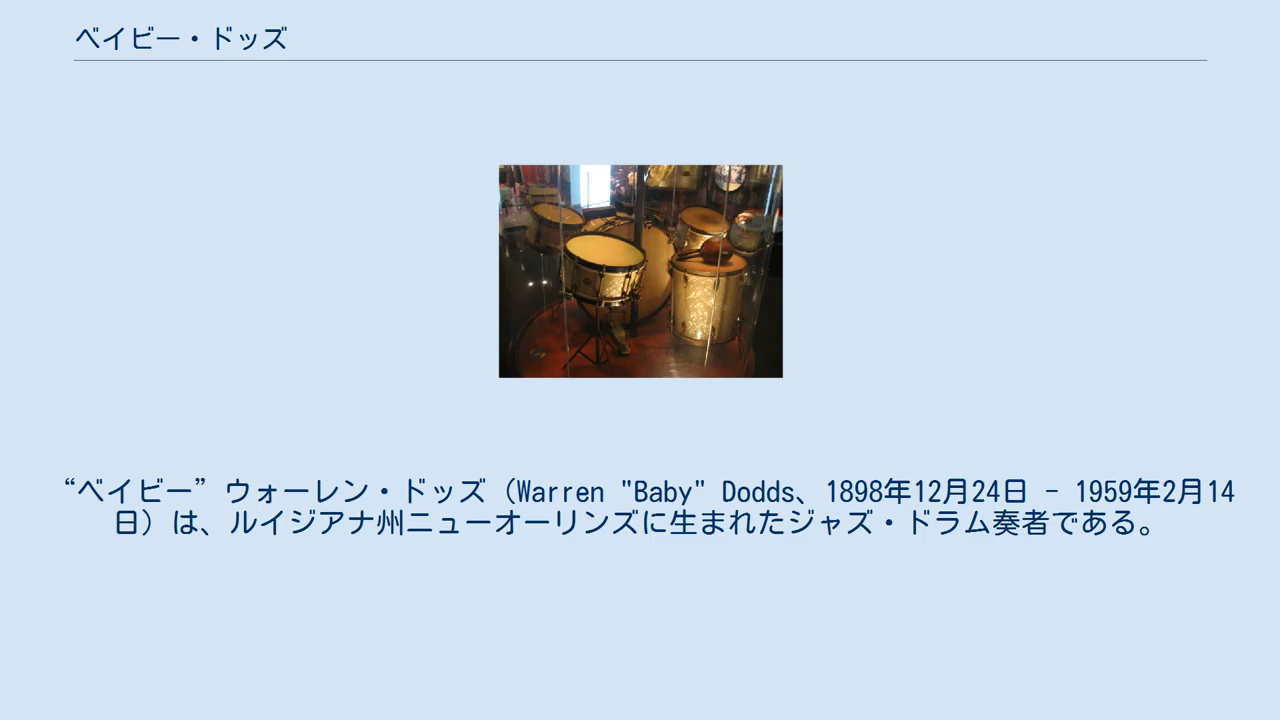 ベイビー・ドッズ
“ベイビー”ウォーレン・ドッズ（Warren "Baby" Dodds、1898年12月24日 - 1959年2月14
日）は、ルイジアナ州ニューオーリンズに生まれたジャズ・ドラム奏者である。